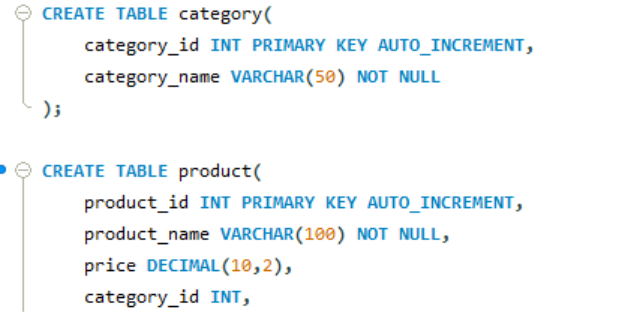 CREATE TABLE category(
    category_id INT PRIMARY KEY AUTO_INCREMENT,
    category_name VARCHAR(50) NOT NULL
);

CREATE TABLE product(
    product_id INT PRIMARY KEY AUTO_INCREMENT,
    product_name VARCHAR(100) NOT NULL,
    price DECIMAL(10,2),
    category_id INT,